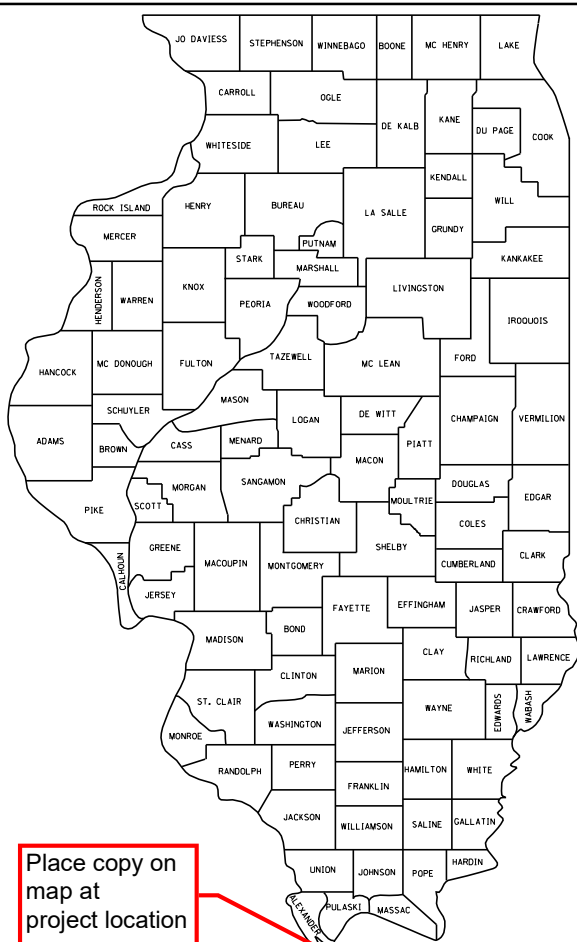 JO DAVIESS
STEPHENSON
WINNEBAGO
BOONE
MC HENRY
LAKE
CARROLL
OGLE
DE KALB
KANE
DU PAGE
COOK
WHITESIDE
LEE
KENDALL
WILL
ROCK ISLAND
HENRY
BUREAU
LA SALLE
GRUNDY
MERCER
PUTNAM
KANKAKEE
STARK
MARSHALL
HENDERSON
WARREN
KNOX
PEORIA
WOODFORD
LIVINGSTON
IROQUOIS
HANCOCK
MC DONOUGH
FULTON
TAZEWELL
MC LEAN
FORD
MASON
SCHUYLER
LOGAN
DE WITT
CHAMPAIGN
VERMILION
ADAMS
BROWN
CASS
MENARD
PIATT
MACON
SANGAMON
MORGAN
DOUGLAS
EDGAR
PIKE
SCOTT
MOULTRIE
CHRISTIAN
COLES
GREENE
MACOUPIN
MONTGOMERY
SHELBY
CLARK
CUMBERLAND
CALHOUN
JERSEY
FAYETTE
EFFINGHAM
JASPER
CRAWFORD
MADISON
BOND
CLAY
RICHLAND
LAWRENCE
CLINTON
MARION
ST. CLAIR
WAYNE
EDWARDS
WABASH
WASHINGTON
JEFFERSON
MONROE
RANDOLPH
PERRY
HAMILTON
WHITE
FRANKLIN
JACKSON
WILLIAMSON
SALINE
GALLATIN
UNION
JOHNSON
POPE
HARDIN
ALEXANDER
PULASKI
MASSAC
Place copy on
map at
project location